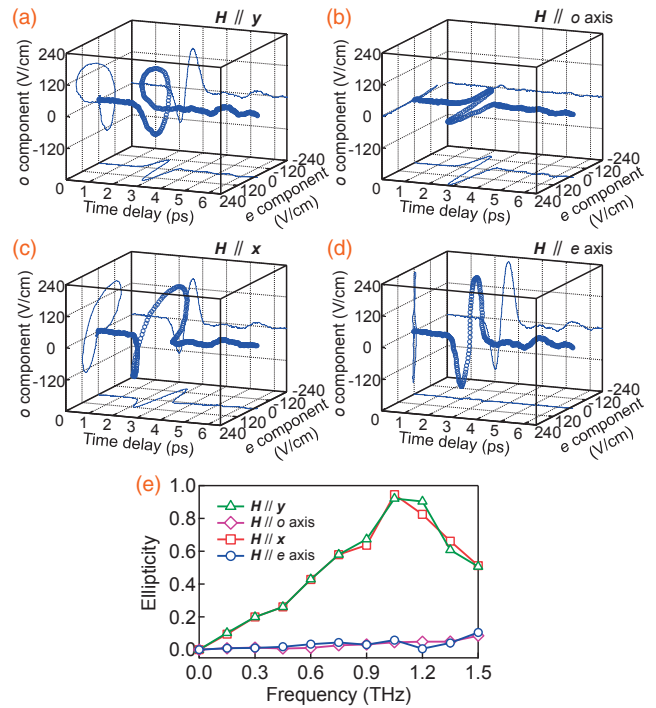 (a)
H // y
o component (V/cm)
240
120
0
-120
0
1
2
3
4
5
6
Time delay (ps)
240
120
0
-120
-240
e component
(V/cm)
(b)
H // o axis
o component (V/cm)
240
120
0
-120
0
1
2
3
4
5
6
Time delay (ps)
240
120
0
-120
-240
e component
(V/cm)
(c)
H // x
o component (V/cm)
240
120
0
-120
0
1
2
3
4
5
6
Time delay (ps)
240
120
0
-120
-240
e component
(V/cm)
(d)
H // e axis
o component (V/cm)
240
120
0
-120
0
1
2
3
4
5
6
Time delay (ps)
240
120
0
-120
-240
e component
(V/cm)
(e)
Ellipticity
1.0
0.8
0.6
0.4
0.2
0.0
H // y
H // o axis
H // x
H // e axis
0.0 0.3 0.6 0.9 1.2 1.5
Frequency (THz)